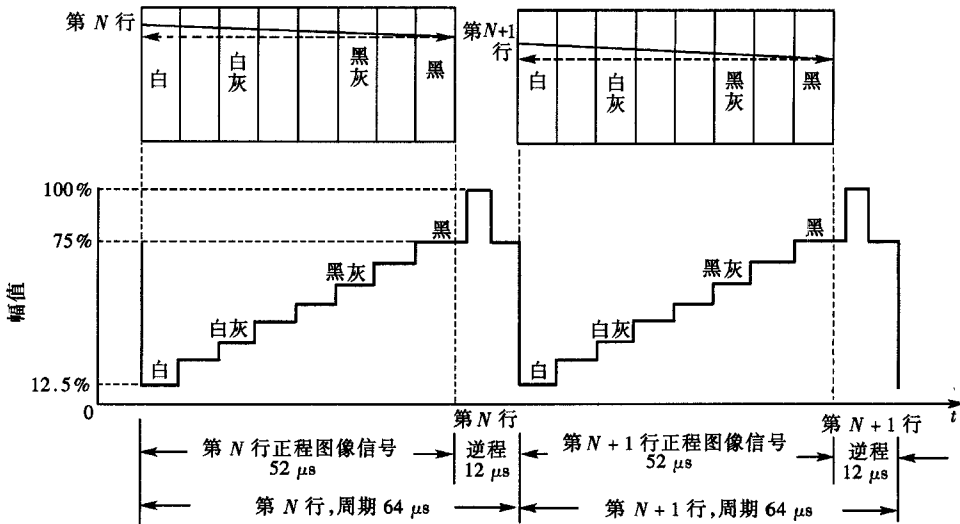 第 N 行
白
白灰
黑灰
黑
第N+1
行
白
白灰
黑灰
黑
幅值
100%
75%
12.5%
0
白
白灰
黑灰
黑
白
白灰
黑灰
黑
t
第 N 行
第 N + 1 行
第 N 行正程图像信号
52 μs
逆程
12 μs
第 N + 1 行正程图像信号
52 μs
逆程
12 μs
第 N 行,周期 64 μs
第 N + 1 行,周期 64 μs